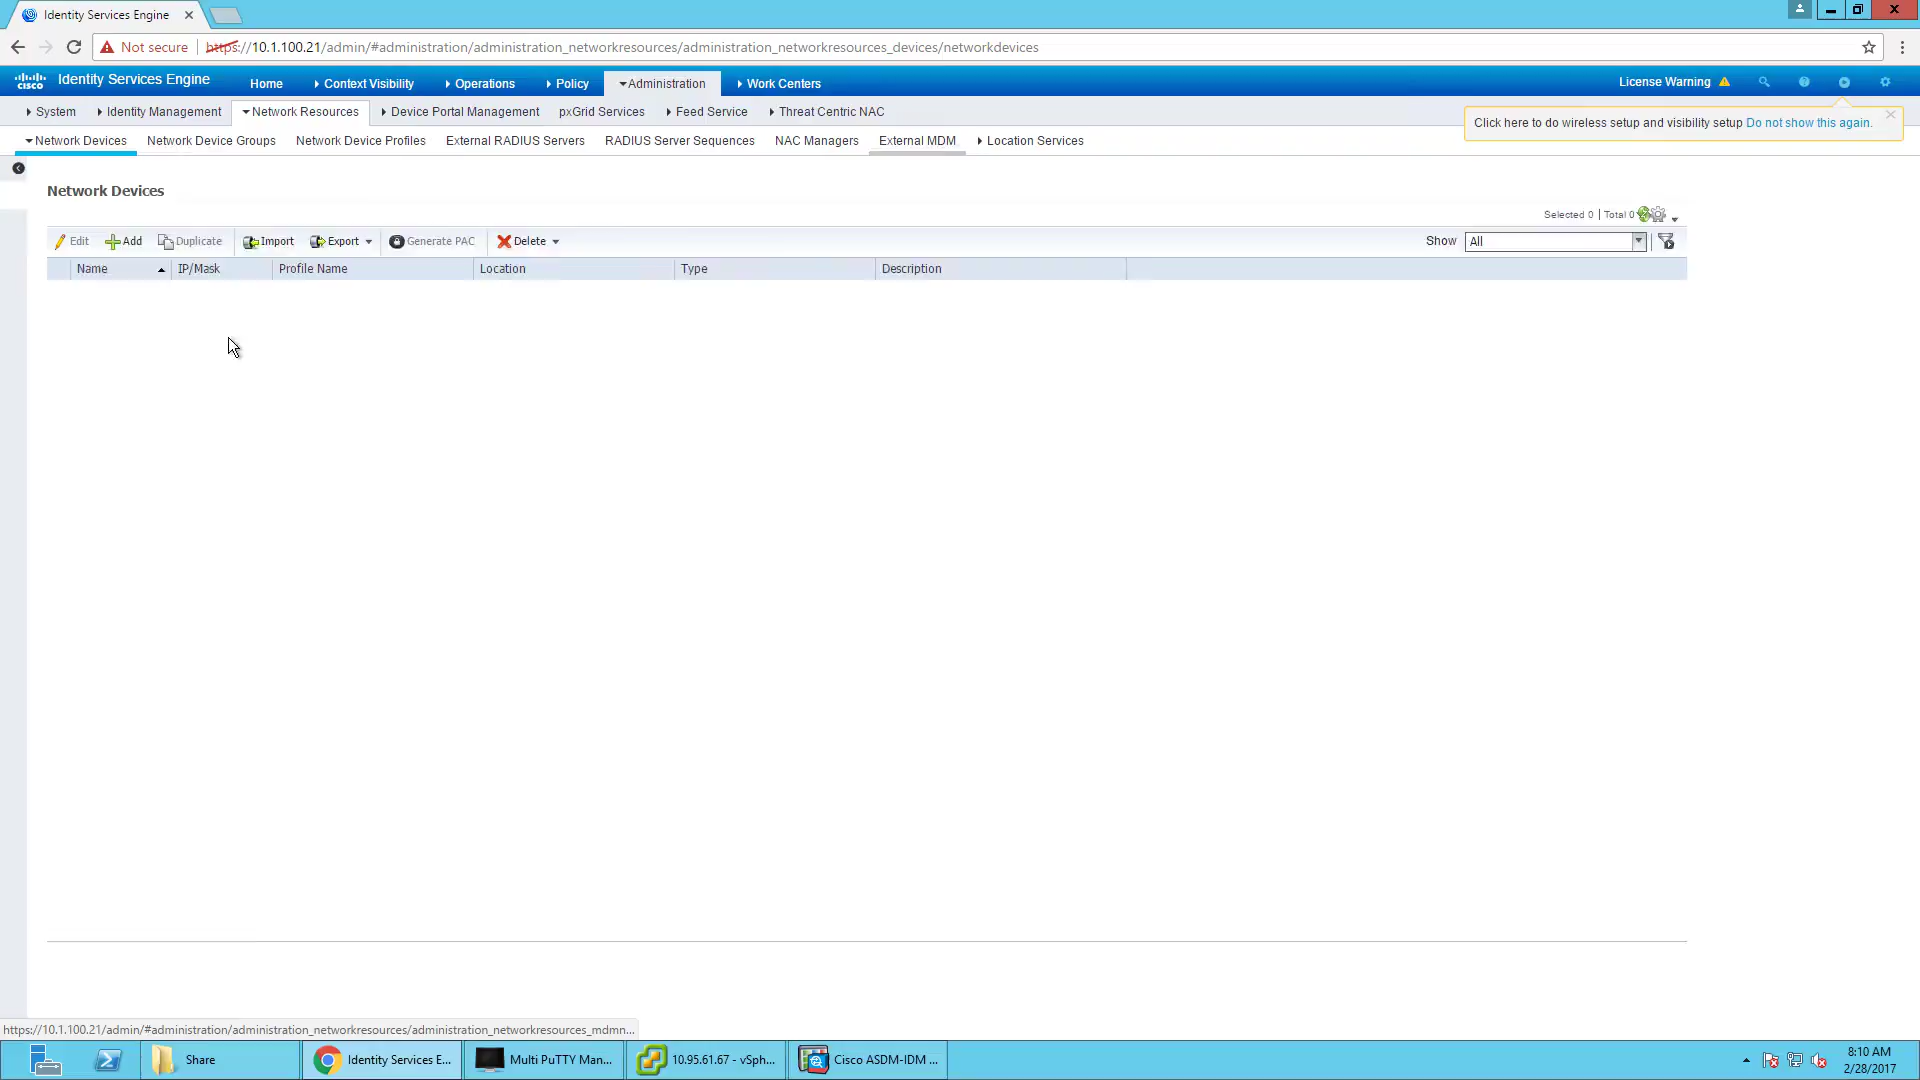 Identity Services Engine
Not secure | https://10.1.100.21/admin/#administration/administration_networkresources/administration_networkresources_devices/networkdevices
cisco Identity Services Engine Home Context Visibility Operations Policy Administration Work Centers License Warning
System Identity Management Network Resources Device Portal Management pxGrid Services Feed Service Threat Centric NAC
Click here to do wireless setup and visibility setup Do not show this again.
Network Devices Network Device Groups Network Device Profiles External RADIUS Servers RADIUS Server Sequences NAC Managers External MDM Location Services
Network Devices
Selected 0 | Total 0
Edit Add Duplicate Import Export Generate PAC Delete Show All
Name IP/Mask Profile Name Location Type Description
https://10.1.100.21/admin/#administration/administration_networkresources/administration_networkresources_mdmn...
Share Identity Services E... Multi PuTTY Man... 10.95.61.67 - vSph... Cisco ASDM-IDM ... 8:10 AM
2/28/2017